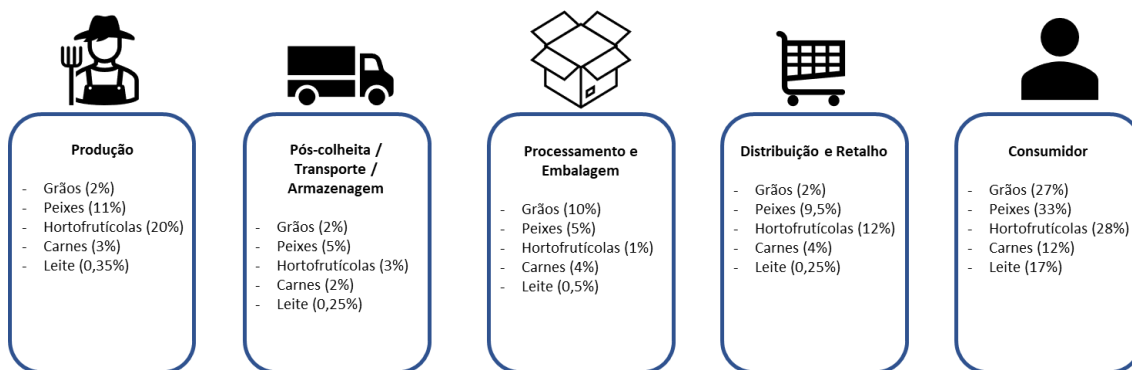 Produção
- Grãos (2%)
- Peixes (11%)
- Hortofrutícolas (20%)
- Carnes (3%)
- Leite (0,35%)
Pós-colheita /
Transporte /
Armazenagem
- Grãos (2%)
- Peixes (5%)
- Hortofrutícolas (3%)
- Carnes (2%)
- Leite (0,25%)
Processamento e
Embalagem
- Grãos (10%)
- Peixes (5%)
- Hortofrutícolas (1%)
- Carnes (4%)
- Leite (0,5%)
Distribuição e Retalho
- Grãos (2%)
- Peixes (9,5%)
- Hortofrutícolas (12%)
- Carnes (4%)
- Leite (0,25%)
Consumidor
- Grãos (27%)
- Peixes (33%)
- Hortofrutícolas (28%)
- Carnes (12%)
- Leite (17%)